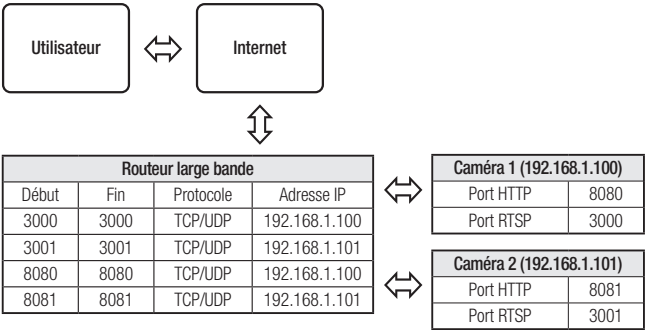 Utilisateur
Internet
Routeur large bande
Début Fin Protocole Adresse IP
3000 3000 TCP/UDP 192.168.1.100
3001 3001 TCP/UDP 192.168.1.101
8080 8080 TCP/UDP 192.168.1.100
8081 8081 TCP/UDP 192.168.1.101
Caméra 1 (192.168.1.100)
Port HTTP 8080
Port RTSP 3000
Caméra 2 (192.168.1.101)
Port HTTP 8081
Port RTSP 3001